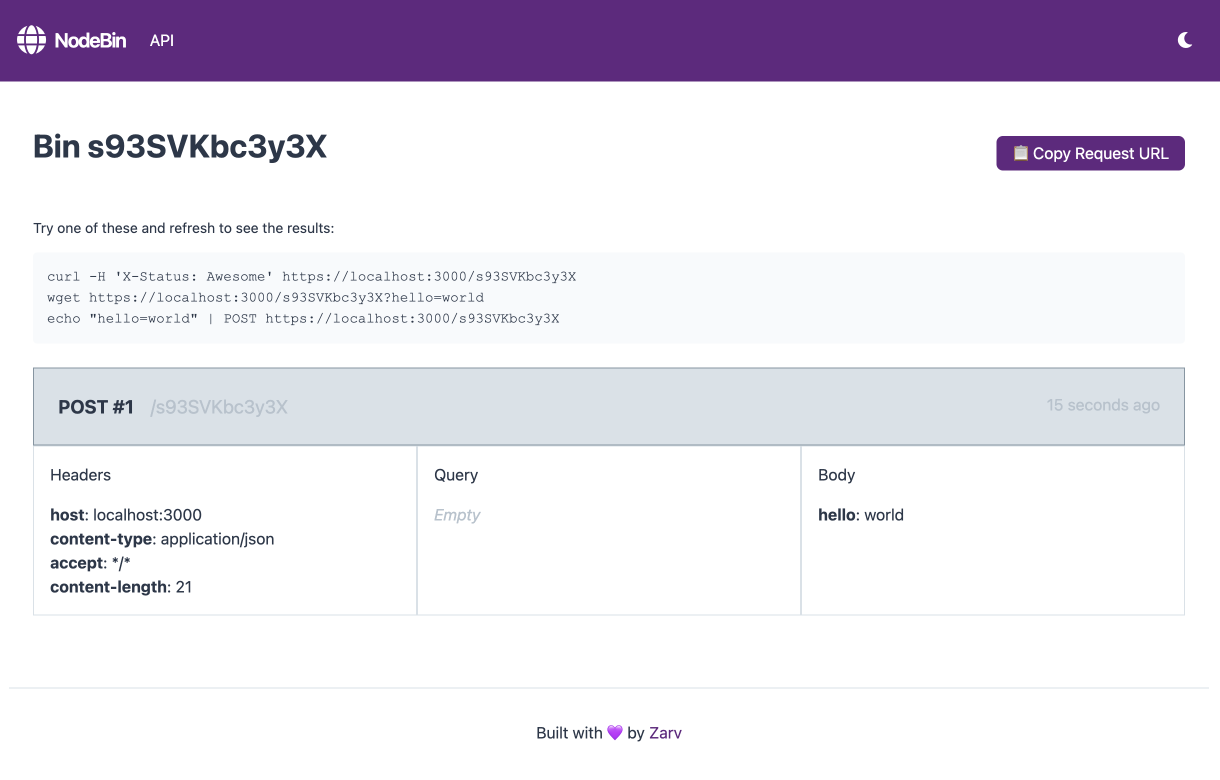 NodeBin API
Bin s93SVKbc3y3X
Copy Request URL
Try one of these and refresh to see the results:
curl -H 'X-Status: Awesome' https://localhost:3000/s93SVKbc3y3X
wget https://localhost:3000/s93SVKbc3y3X?hello=world
echo "hello=world" | POST https://localhost:3000/s93SVKbc3y3X
POST #1 /s93SVKbc3y3X 15 seconds ago
Headers
host: localhost:3000
content-type: application/json
accept: */*
content-length: 21
Query
Empty
Body
hello: world
Built with 💜 by Zarv